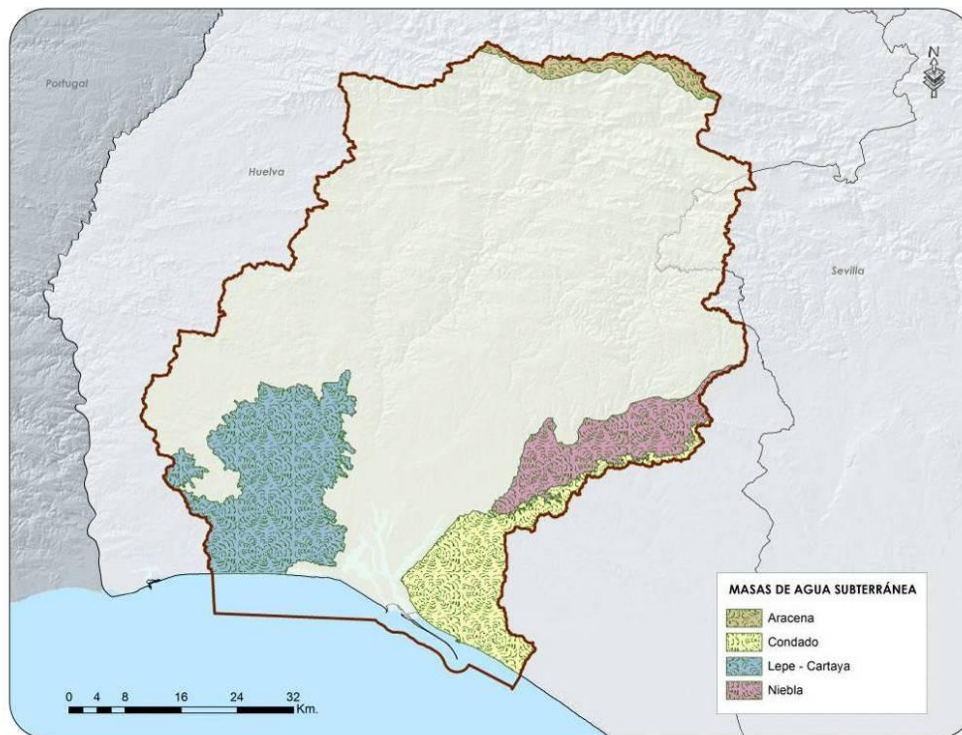 N
Portugal
Huelva
Sevilla
MASAS DE AGUA SUBTERRÁNEA
Aracena
Condado
Lepe - Cartaya
Niebla
0 4 8 16 24 32
Km.